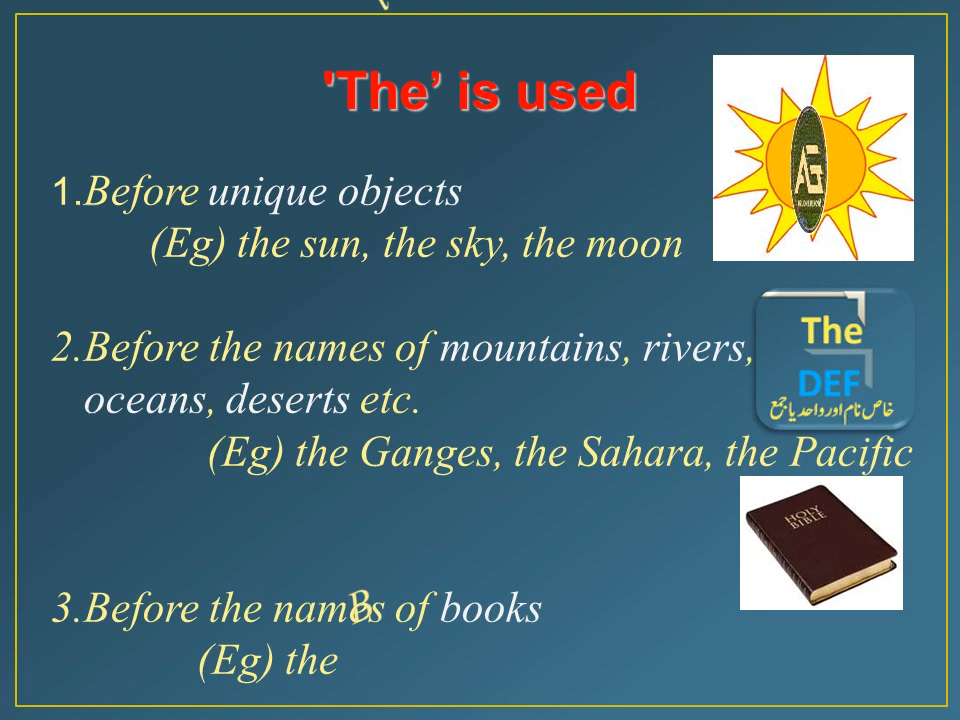 'The’ is used
1.Before unique objects
(Eg) the sun, the sky, the moon
AG
2.Before the names of mountains, rivers,
oceans, deserts etc.
(Eg) the Ganges, the Sahara, the Pacific
The
DEF
خاص نام اور واحد یا جمع
HOLY
BIBLE
3.Before the names of books
B
(Eg) the